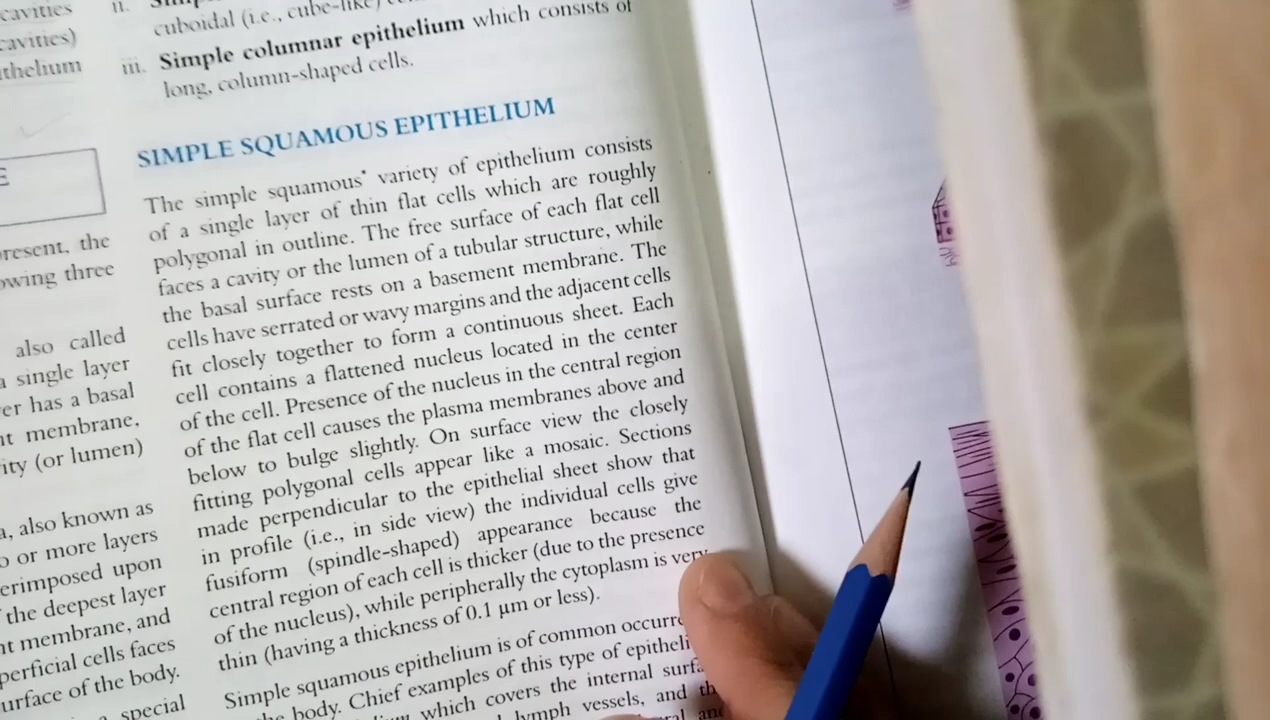 cavities
cavities)
thelium
E
present, the
owing three
also called
a single layer
er has a basal
nt membrane,
ity (or lumen)
a, also known as
o or more layers
erimposed upon
the deepest layer
nt membrane, and
perficial cells faces
urface of the body.
special
ii.
cuboidal (i.e., cube-like)
iii. Simple columnar epithelium which consists of
long, column-shaped cells.
SIMPLE SQUAMOUS EPITHELIUM
The simple squamous* variety of epithelium consists
of a single layer of thin flat cells which are roughly
polygonal in outline. The free surface of each flat cell
faces a cavity or the lumen of a tubular structure, while
the basal surface rests on a basement membrane. The
cells have serrated or wavy margins and the adjacent cells
fit closely together to form a continuous sheet. Each
cell contains a flattened nucleus located in the center
of the cell. Presence of the nucleus in the central region
of the flat cell causes the plasma membranes above and
below to bulge slightly. On surface view the closely
fitting polygonal cells appear like a mosaic. Sections
made perpendicular to the epithelial sheet show that
in profile (i.e., in side view) the individual cells give
fusiform (spindle-shaped) appearance because the
central region of each cell is thicker (due to the presence
of the nucleus), while peripherally the cytoplasm is very
thin (having a thickness of 0.1 μm or less).
Simple squamous epithelium is of common occurre
the body. Chief examples of this type of epitheli
which covers the internal surfa
lymph vessels, and th